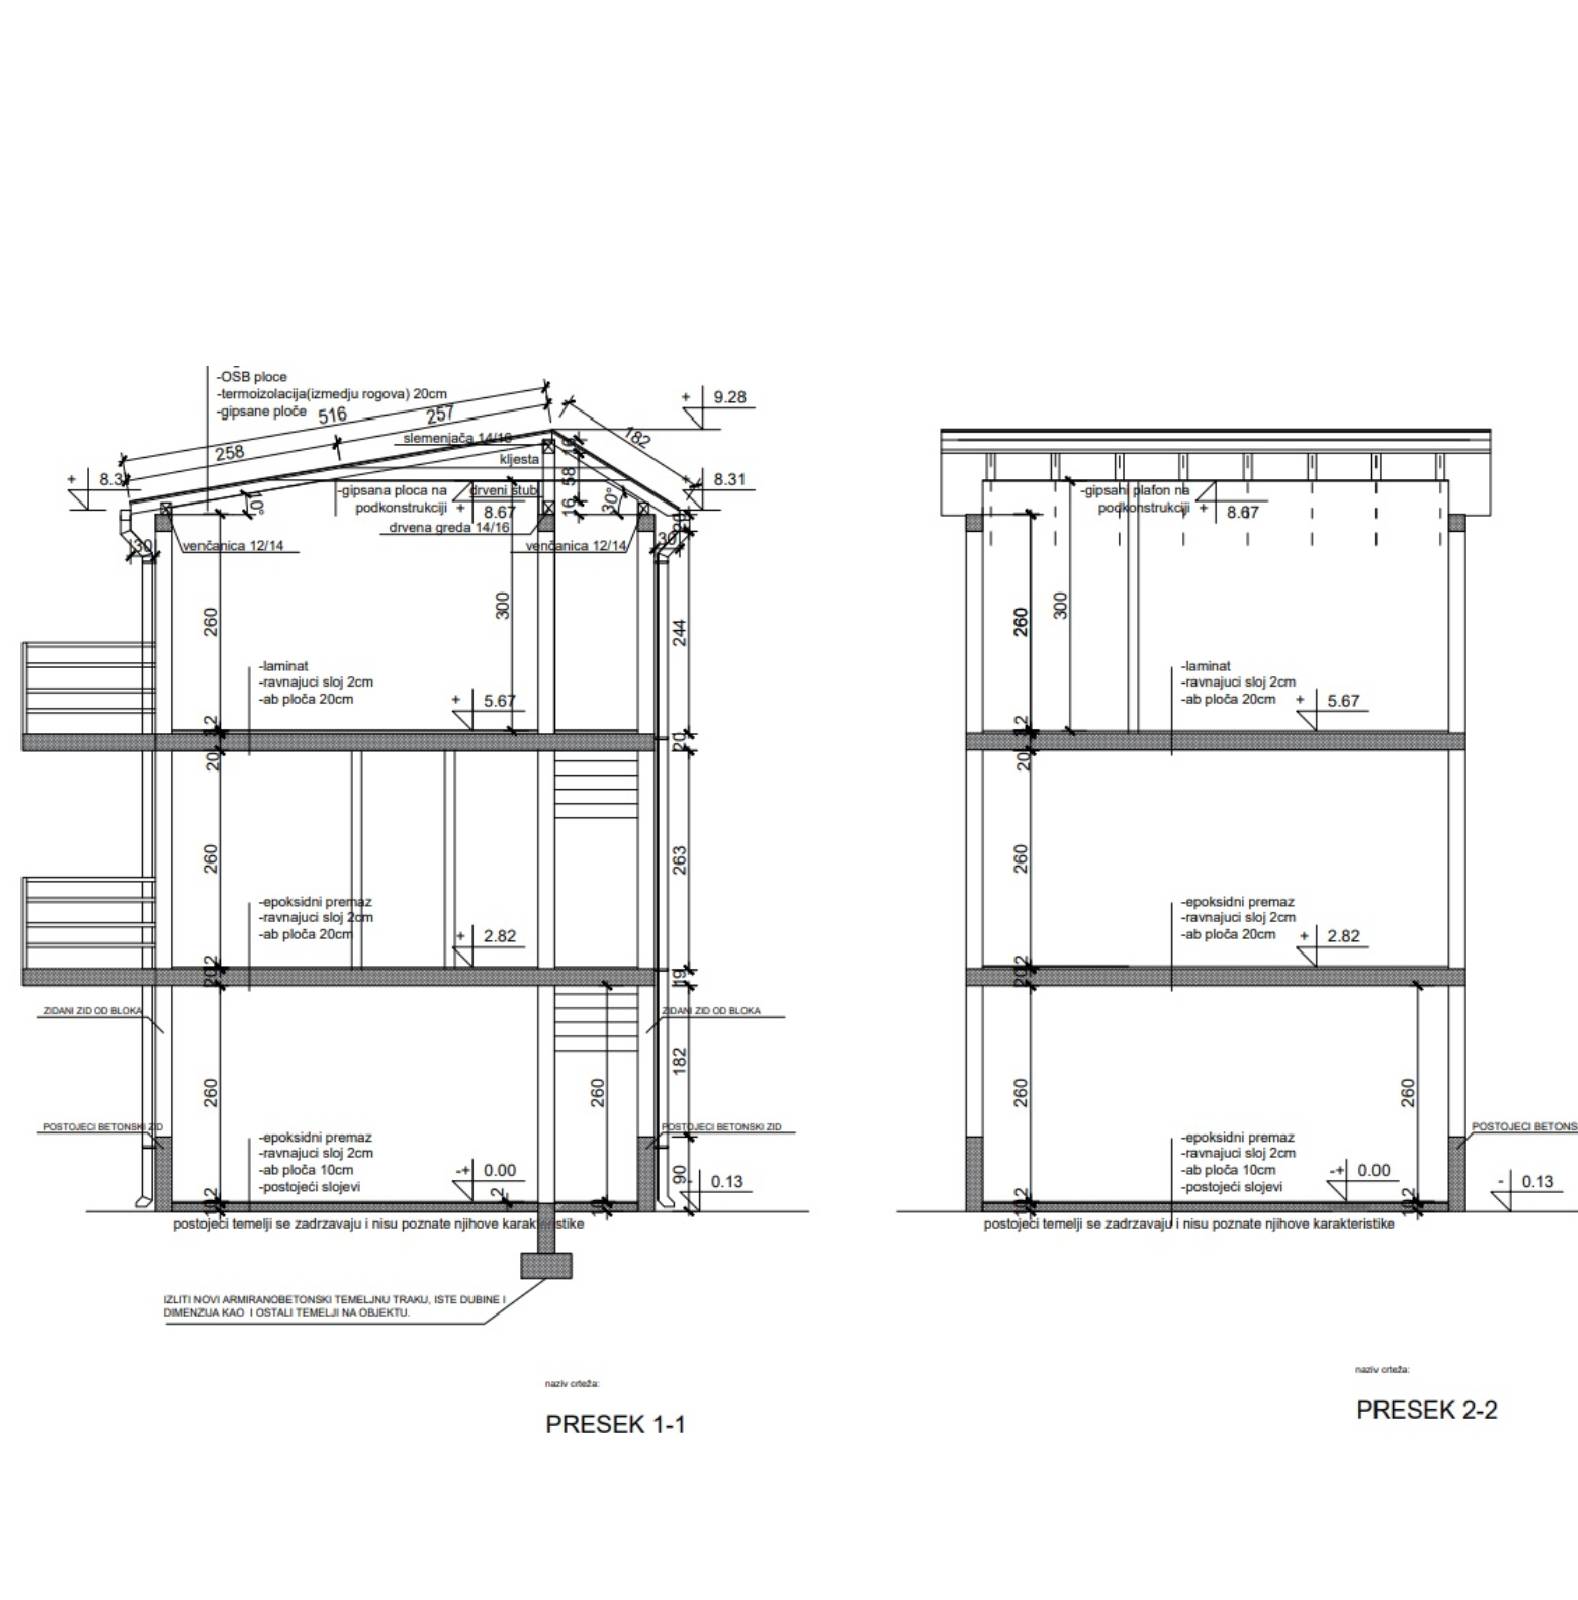 -OSB ploce
-termoizolacija(izmedju rogova) 20cm
-gipsane ploče
516
257
258
182
+ 9.28
slemenjača 14/16
kljesta
16
58
16
+ 8.3
+ 8.31
-gipsana ploca na
podkonstrukciji
drveni stub
+ 8.67
drvena greda 14/16
30°
venčanica 12/14
venčanica 12/14
30
30
20
260
300
244
-laminat
-ravnajuci sloj 2cm
-ab ploča 20cm
+ 5.67
12
20
20
260
263
-epoksidni premaz
-ravnajuci sloj 2cm
-ab ploča 20cm
+ 2.82
2012
19
ZIDANI ZID OD BLOKA
ZIDANI ZID OD BLOKA
182
260
260
POSTOJECI BETONSKI ZID
POSTOJECI BETONSKI ZID
-epoksidni premaz
-ravnajuci sloj 2cm
-ab ploča 10cm
-postojeći slojevi
-+ 0.00
2
90
- 0.13
102
10
postojeći temelji se zadrzavaju i nisu poznate njihove karakteristike
IZLITI NOVI ARMIRANOBETONSKI TEMELJNU TRAKU, ISTE DUBINE I
DIMENZIJA KAO I OSTALI TEMELJI NA OBJEKTU.
naziv crteža:
PRESEK 1-1
-gipsani plafon na
podkonstrukciji
+ 8.67
260
300
-laminat
-ravnajuci sloj 2cm
-ab ploča 20cm
+ 5.67
12
20
260
-epoksidni premaz
-ravnajuci sloj 2cm
-ab ploča 20cm
+ 2.82
2012
260
260
POSTOJECI BETONS
-epoksidni premaz
-ravnajuci sloj 2cm
-ab ploča 10cm
-postojeći slojevi
-+ 0.00
- 0.13
102
102
postojeći temelji se zadrzavaju i nisu poznate njihove karakteristike
naziv crteža:
PRESEK 2-2